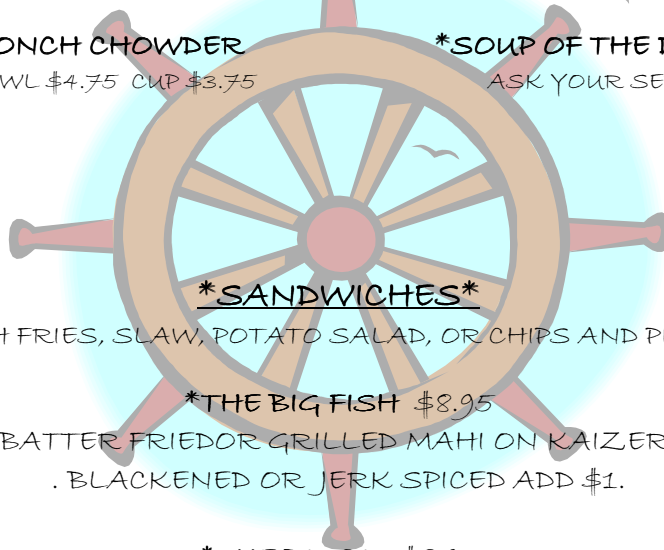 ONCH CHOWDER *SOUP OF THE
WL $4.75 CUP $3.75 ASK YOUR SE
*SANDWICHES*
H FRIES, SLAW, POTATO SALAD, OR CHIPS AND
*THE BIG FISH $8.95
BATTER FRIEDOR GRILLED MAHI ON KAIZER
. BLACKENED OR JERK SPICED ADD $1.